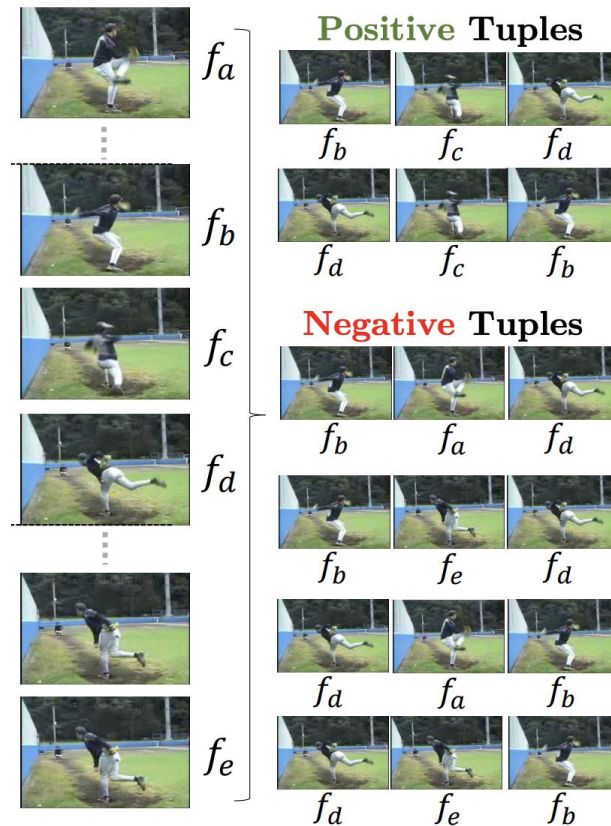 f_a
f_b
f_c
f_d
f_e
Positive Tuples
f_b f_c f_d
f_d f_c f_b
Negative Tuples
f_b f_a f_d
f_b f_e f_d
f_d f_a f_b
f_d f_e f_b